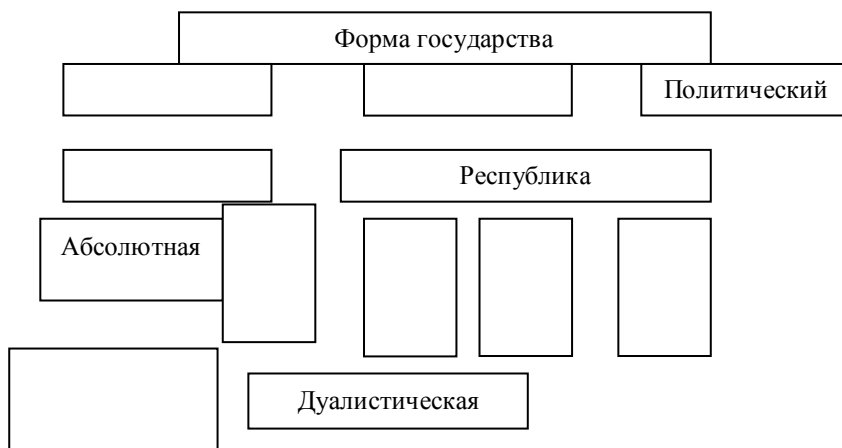 Форма государства
Политический
Республика
Абсолютная
Дуалистическая